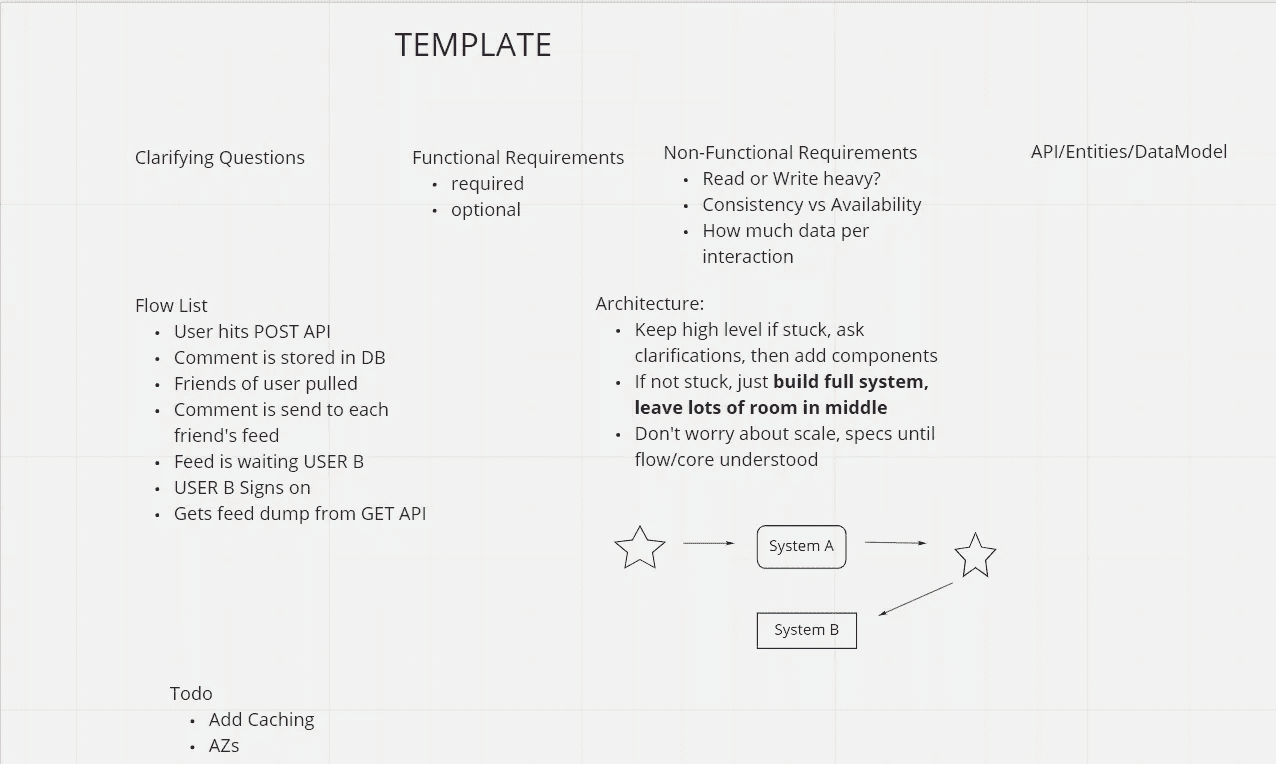 TEMPLATE
Clarifying Questions
Functional Requirements
• required
• optional
Non-Functional Requirements
• Read or Write heavy?
• Consistency vs Availability
• How much data per
interaction
API/Entities/DataModel
Flow List
• User hits POST API
• Comment is stored in DB
• Friends of user pulled
• Comment is send to each
friend's feed
• Feed is waiting USER B
• USER B Signs on
• Gets feed dump from GET API
Architecture:
• Keep high level if stuck, ask
clarifications, then add components
• If not stuck, just build full system,
leave lots of room in middle
• Don't worry about scale, specs until
flow/core understood
System A
System B
Todo
• Add Caching
• AZs